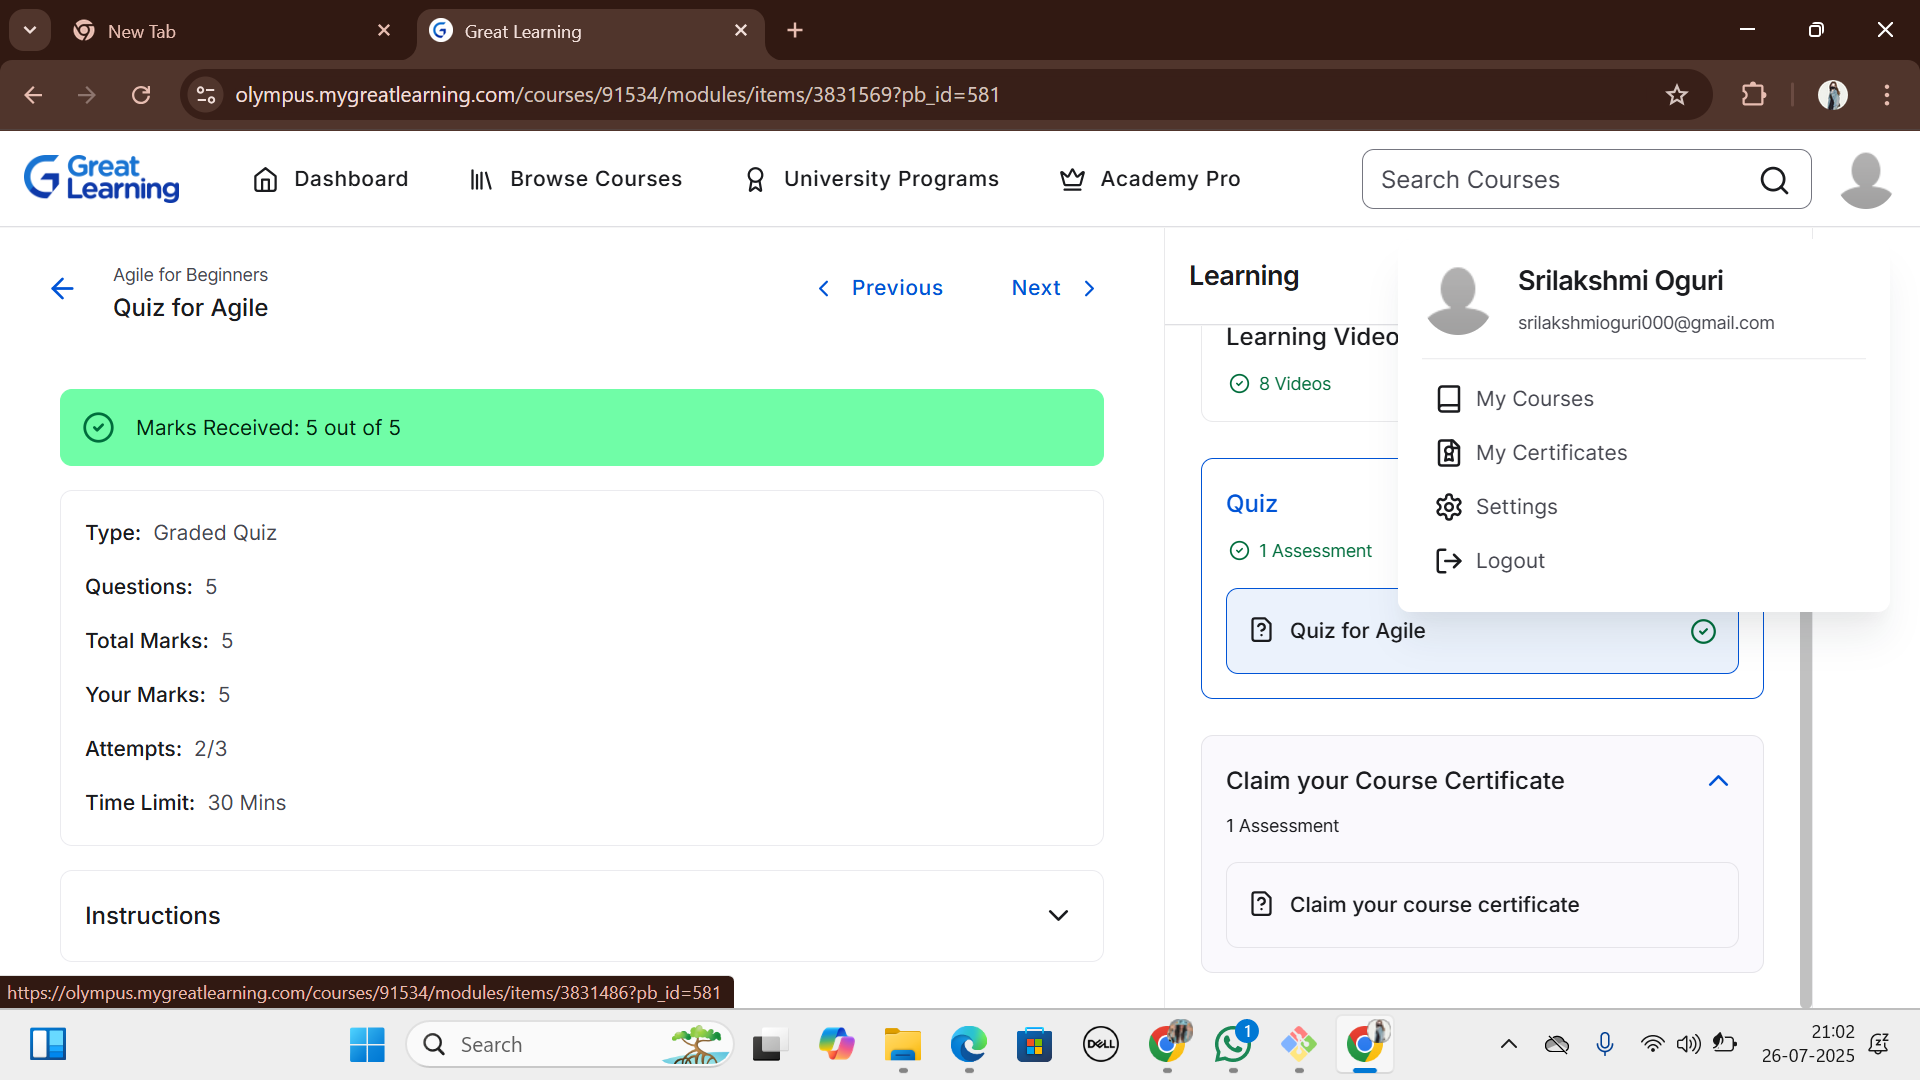 New Tab
Great Learning
olympus.mygreatlearning.com/courses/91534/modules/items/3831569?pb_id=581
Great Learning
Dashboard
Browse Courses
University Programs
Academy Pro
Search Courses
Agile for Beginners
Quiz for Agile
Previous
Next
Marks Received: 5 out of 5
Type: Graded Quiz
Questions: 5
Total Marks: 5
Your Marks: 5
Attempts: 2/3
Time Limit: 30 Mins
Instructions
Learning
Learning Video
8 Videos
Quiz
1 Assessment
Quiz for Agile
Claim your Course Certificate
1 Assessment
Claim your course certificate
Srilakshmi Oguri
srilakshmioguri000@gmail.com
My Courses
My Certificates
Settings
Logout
https://olympus.mygreatlearning.com/courses/91534/modules/items/3831486?pb_id=581
Search
DELL
1
21:02
26-07-2025